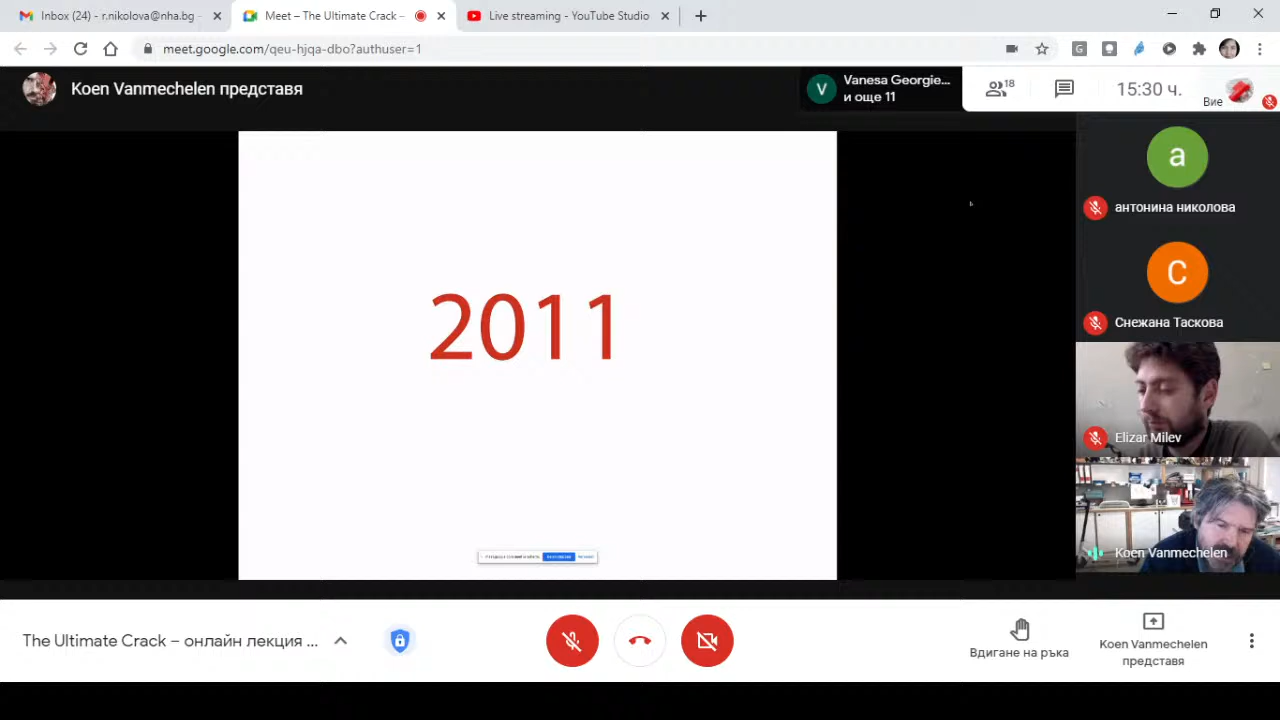 Inbox (24) - r.nikolova@nha.bg -
Meet – The Ultimate Crack –
Live streaming - YouTube Studio
meet.google.com/qeu-hjqa-dbo?authuser=1
Koen Vanmechelen представя
V
Vanesa Georgie...
и още 11
18
15:30 ч.
Вие
а
антонина николова
2011
С
Снежана Таскова
Elizar Milev
Koen Vanmechelen
The Ultimate Crack – онлайн лекция ...
Вдигане на ръка
Koen Vanmechelen
представя